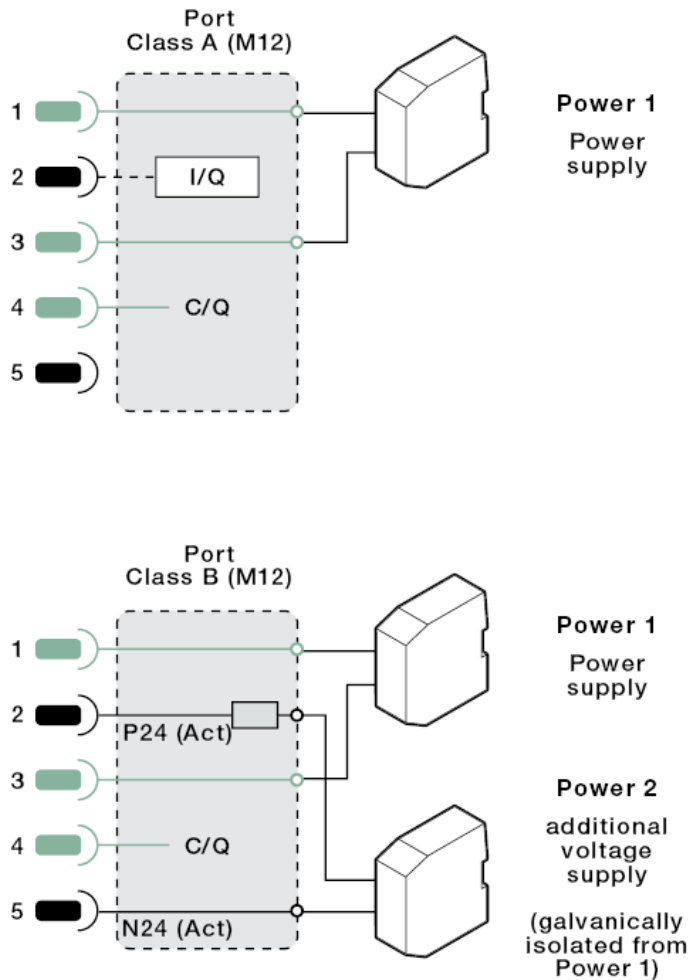 Port
Class A (M12)
1
Power 1
2
I/Q
Power
supply
3
4
C/Q
5
Port
Class B (M12)
1
Power 1
Power
supply
2
P24 (Act)
3
Power 2
4
C/Q
additional
voltage
supply
5
N24 (Act)
(galvanically
isolated from
Power 1)